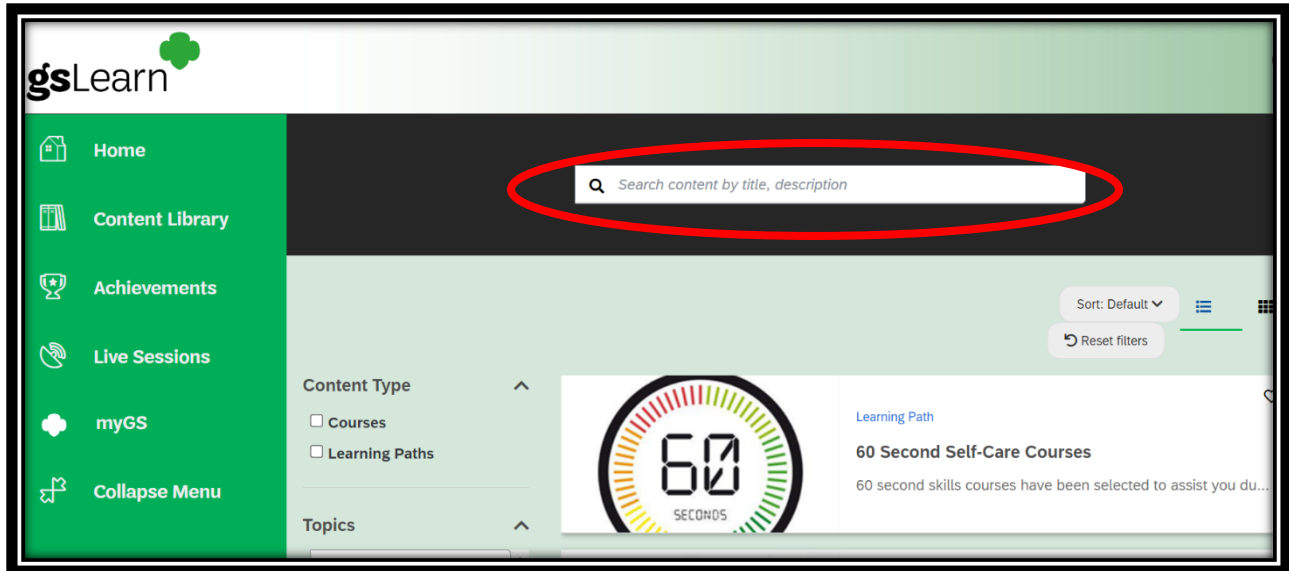 gsLearn
Home
Content Library
Achievements
Live Sessions
myGS
Collapse Menu
Search content by title, description
Sort: Default
Reset filters
Content Type
Courses
Learning Paths
Topics
60
SECONDS
Learning Path
60 Second Self-Care Courses
60 second skills courses have been selected to assist you du...